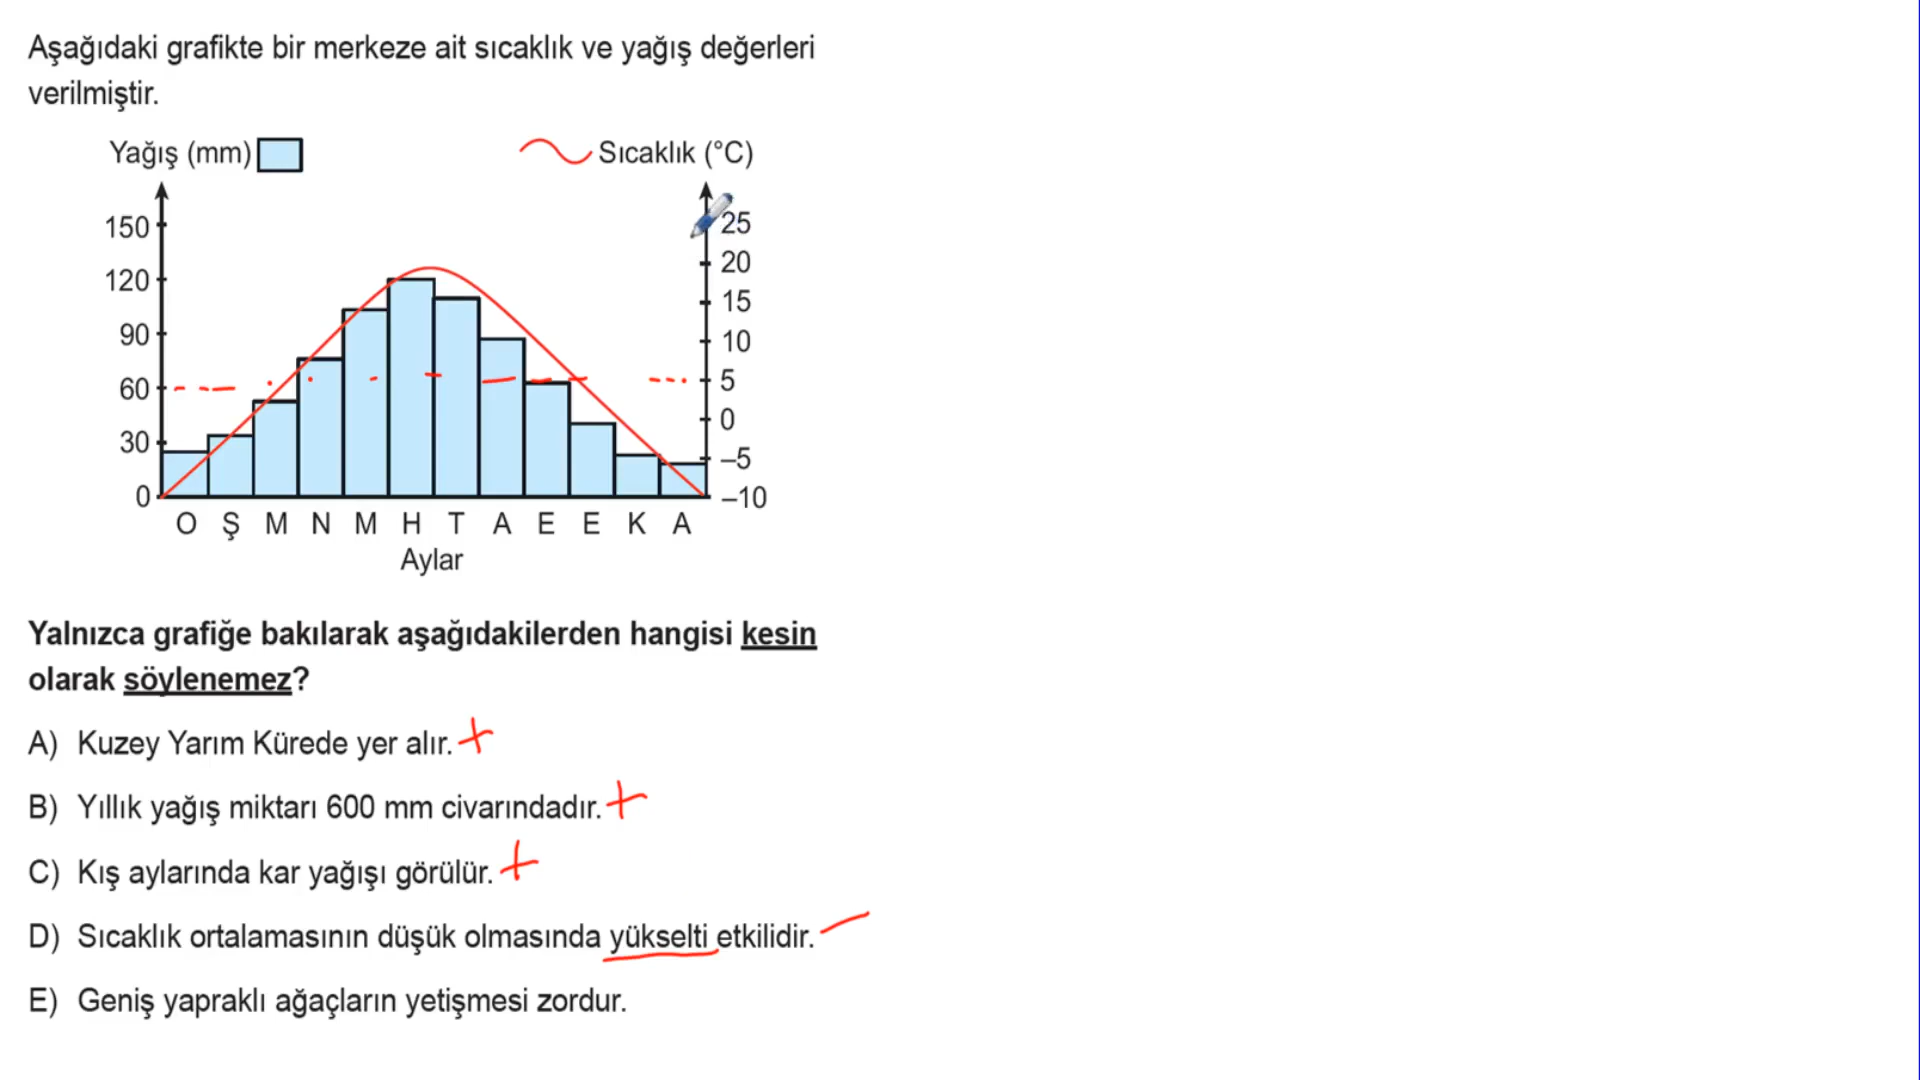 Aşağıdaki grafikte bir merkeze ait sıcaklık ve yağış değerleri
verilmiştir.
Yağış (mm) Sıcaklık (°C)
150 25
20
120
15
90 10
60 5
0
30
–5
0 –10
O Ş M N M H T A E E K A
Aylar
Yalnızca grafiğe bakılarak aşağıdakilerden hangisi kesin
olarak söylenemez?
A) Kuzey Yarım Kürede yer alır.
B) Yıllık yağış miktarı 600 mm civarındadır.
C) Kış aylarında kar yağışı görülür.
D) Sıcaklık ortalamasının düşük olmasında yükselti etkilidir.
E) Geniş yapraklı ağaçların yetişmesi zordur.